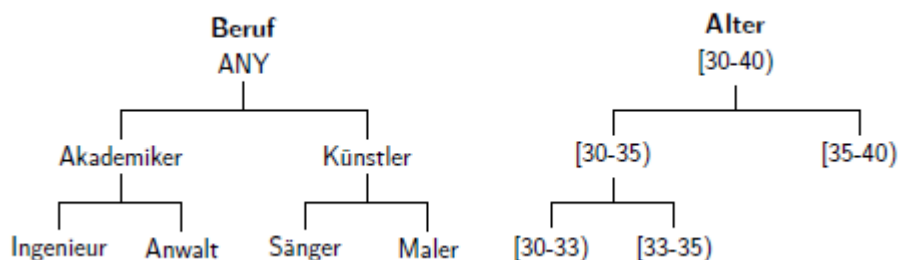 Beruf
ANY
Akademiker Künstler
Ingenieur Anwalt Sänger Maler
Alter
[30-40)
[30-35) [35-40)
[30-33) [33-35)